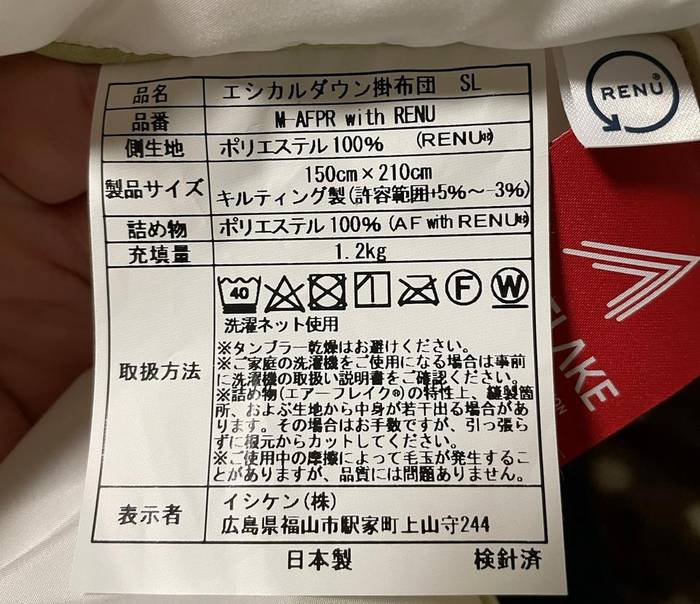 品名 エシカルダウン掛布団 SL
品番 M-AFPR with RENU
側生地 ポリエステル100% (RENU®)
製品サイズ 150cm×210cm
キルティング製(許容範囲+5%~-3%)
詰め物 ポリエステル100% (AF with RENU®)
充填量 1.2kg
取扱方法
40 F W
洗濯ネット使用
※タンブラー乾燥はお避けください。
※ご家庭の洗濯機をご使用になる場合は事前
に洗濯機の取扱い説明書をご確認ください。
※詰め物(エアーフレイク®)の特性上、縫製箇
所、および生地から中身が若干出る場合があ
ります。その場合はお手数ですが、引っ張ら
ずに根元からカットしてください。
※ご使用中の摩擦によって毛玉が発生するこ
とがありますが、品質には問題ありません。
表示者 イシケン(株)
広島県福山市駅家町上山守244
日本製 検針済
RENU®